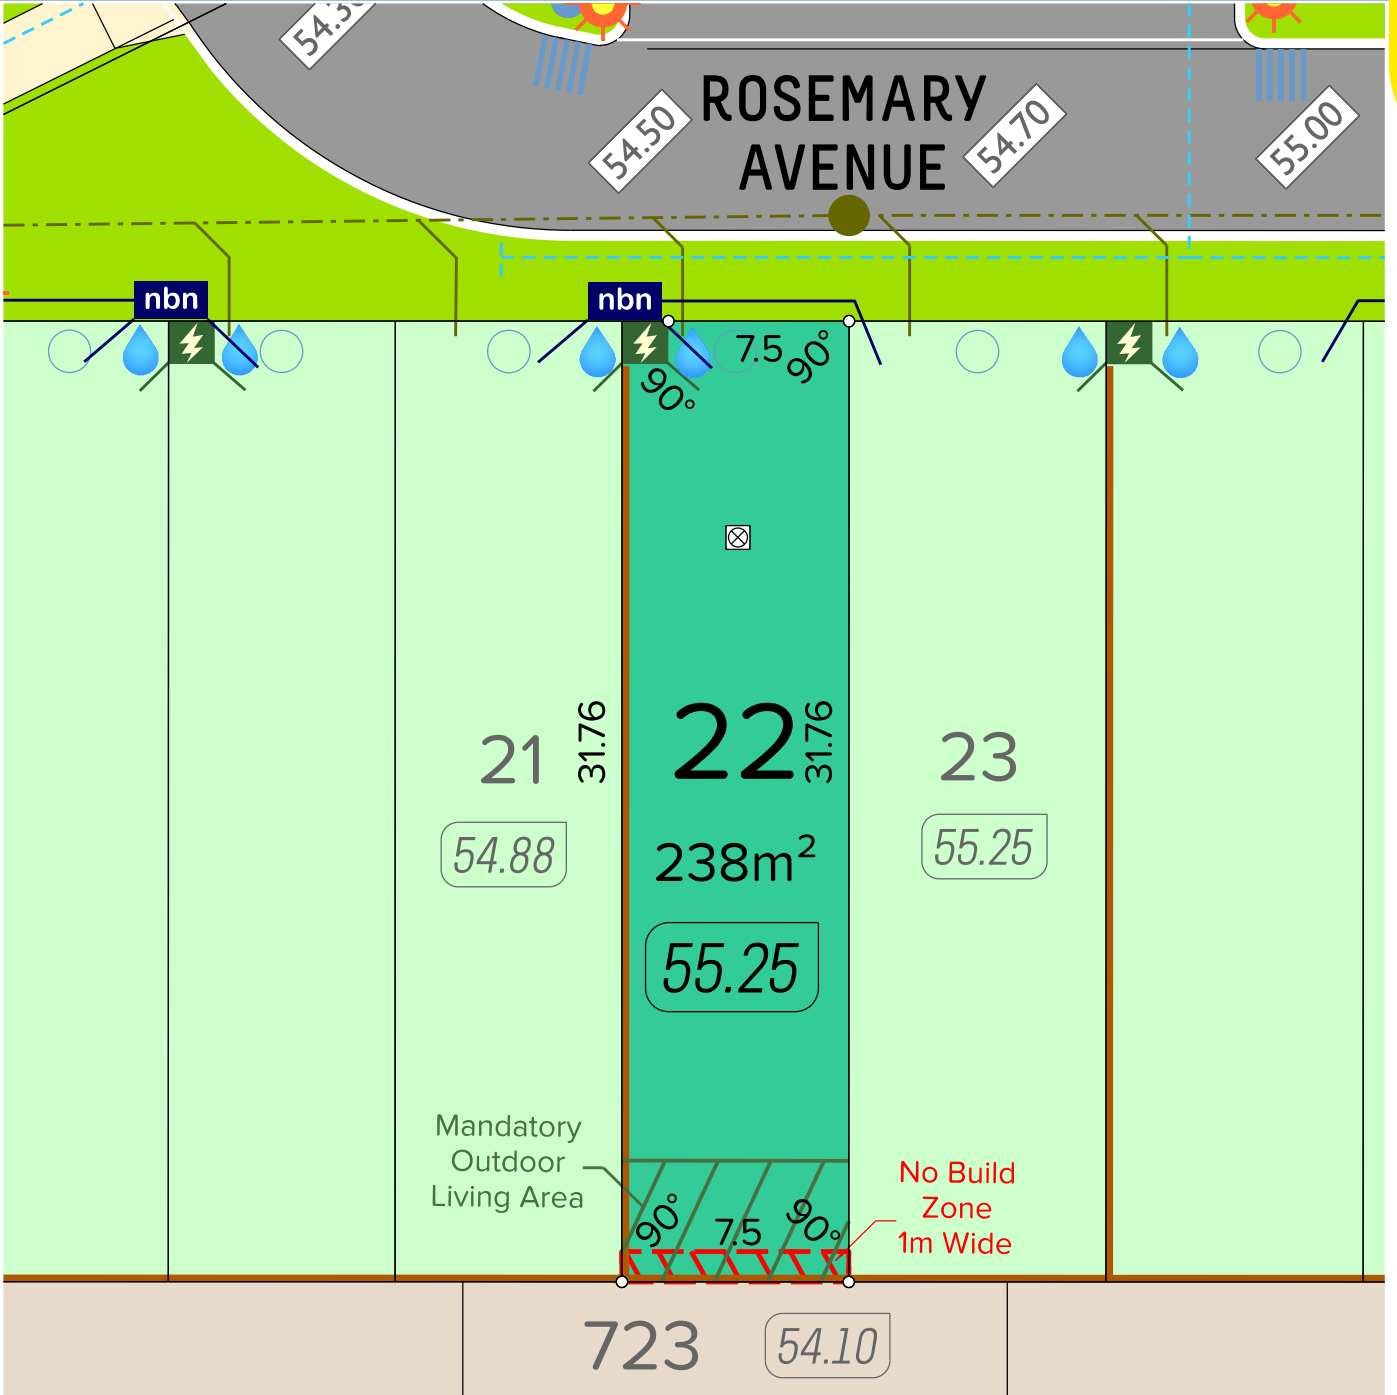 ROSEMARY
AVENUE
54.50
54.70
55.00
nbn
nbn
7.5
90°
90°
31.76
21
54.88
22
31.76
238m²
55.25
23
55.25
Mandatory
Outdoor
Living Area
No Build
Zone
1m Wide
90°
7.5
90°
723
54.10